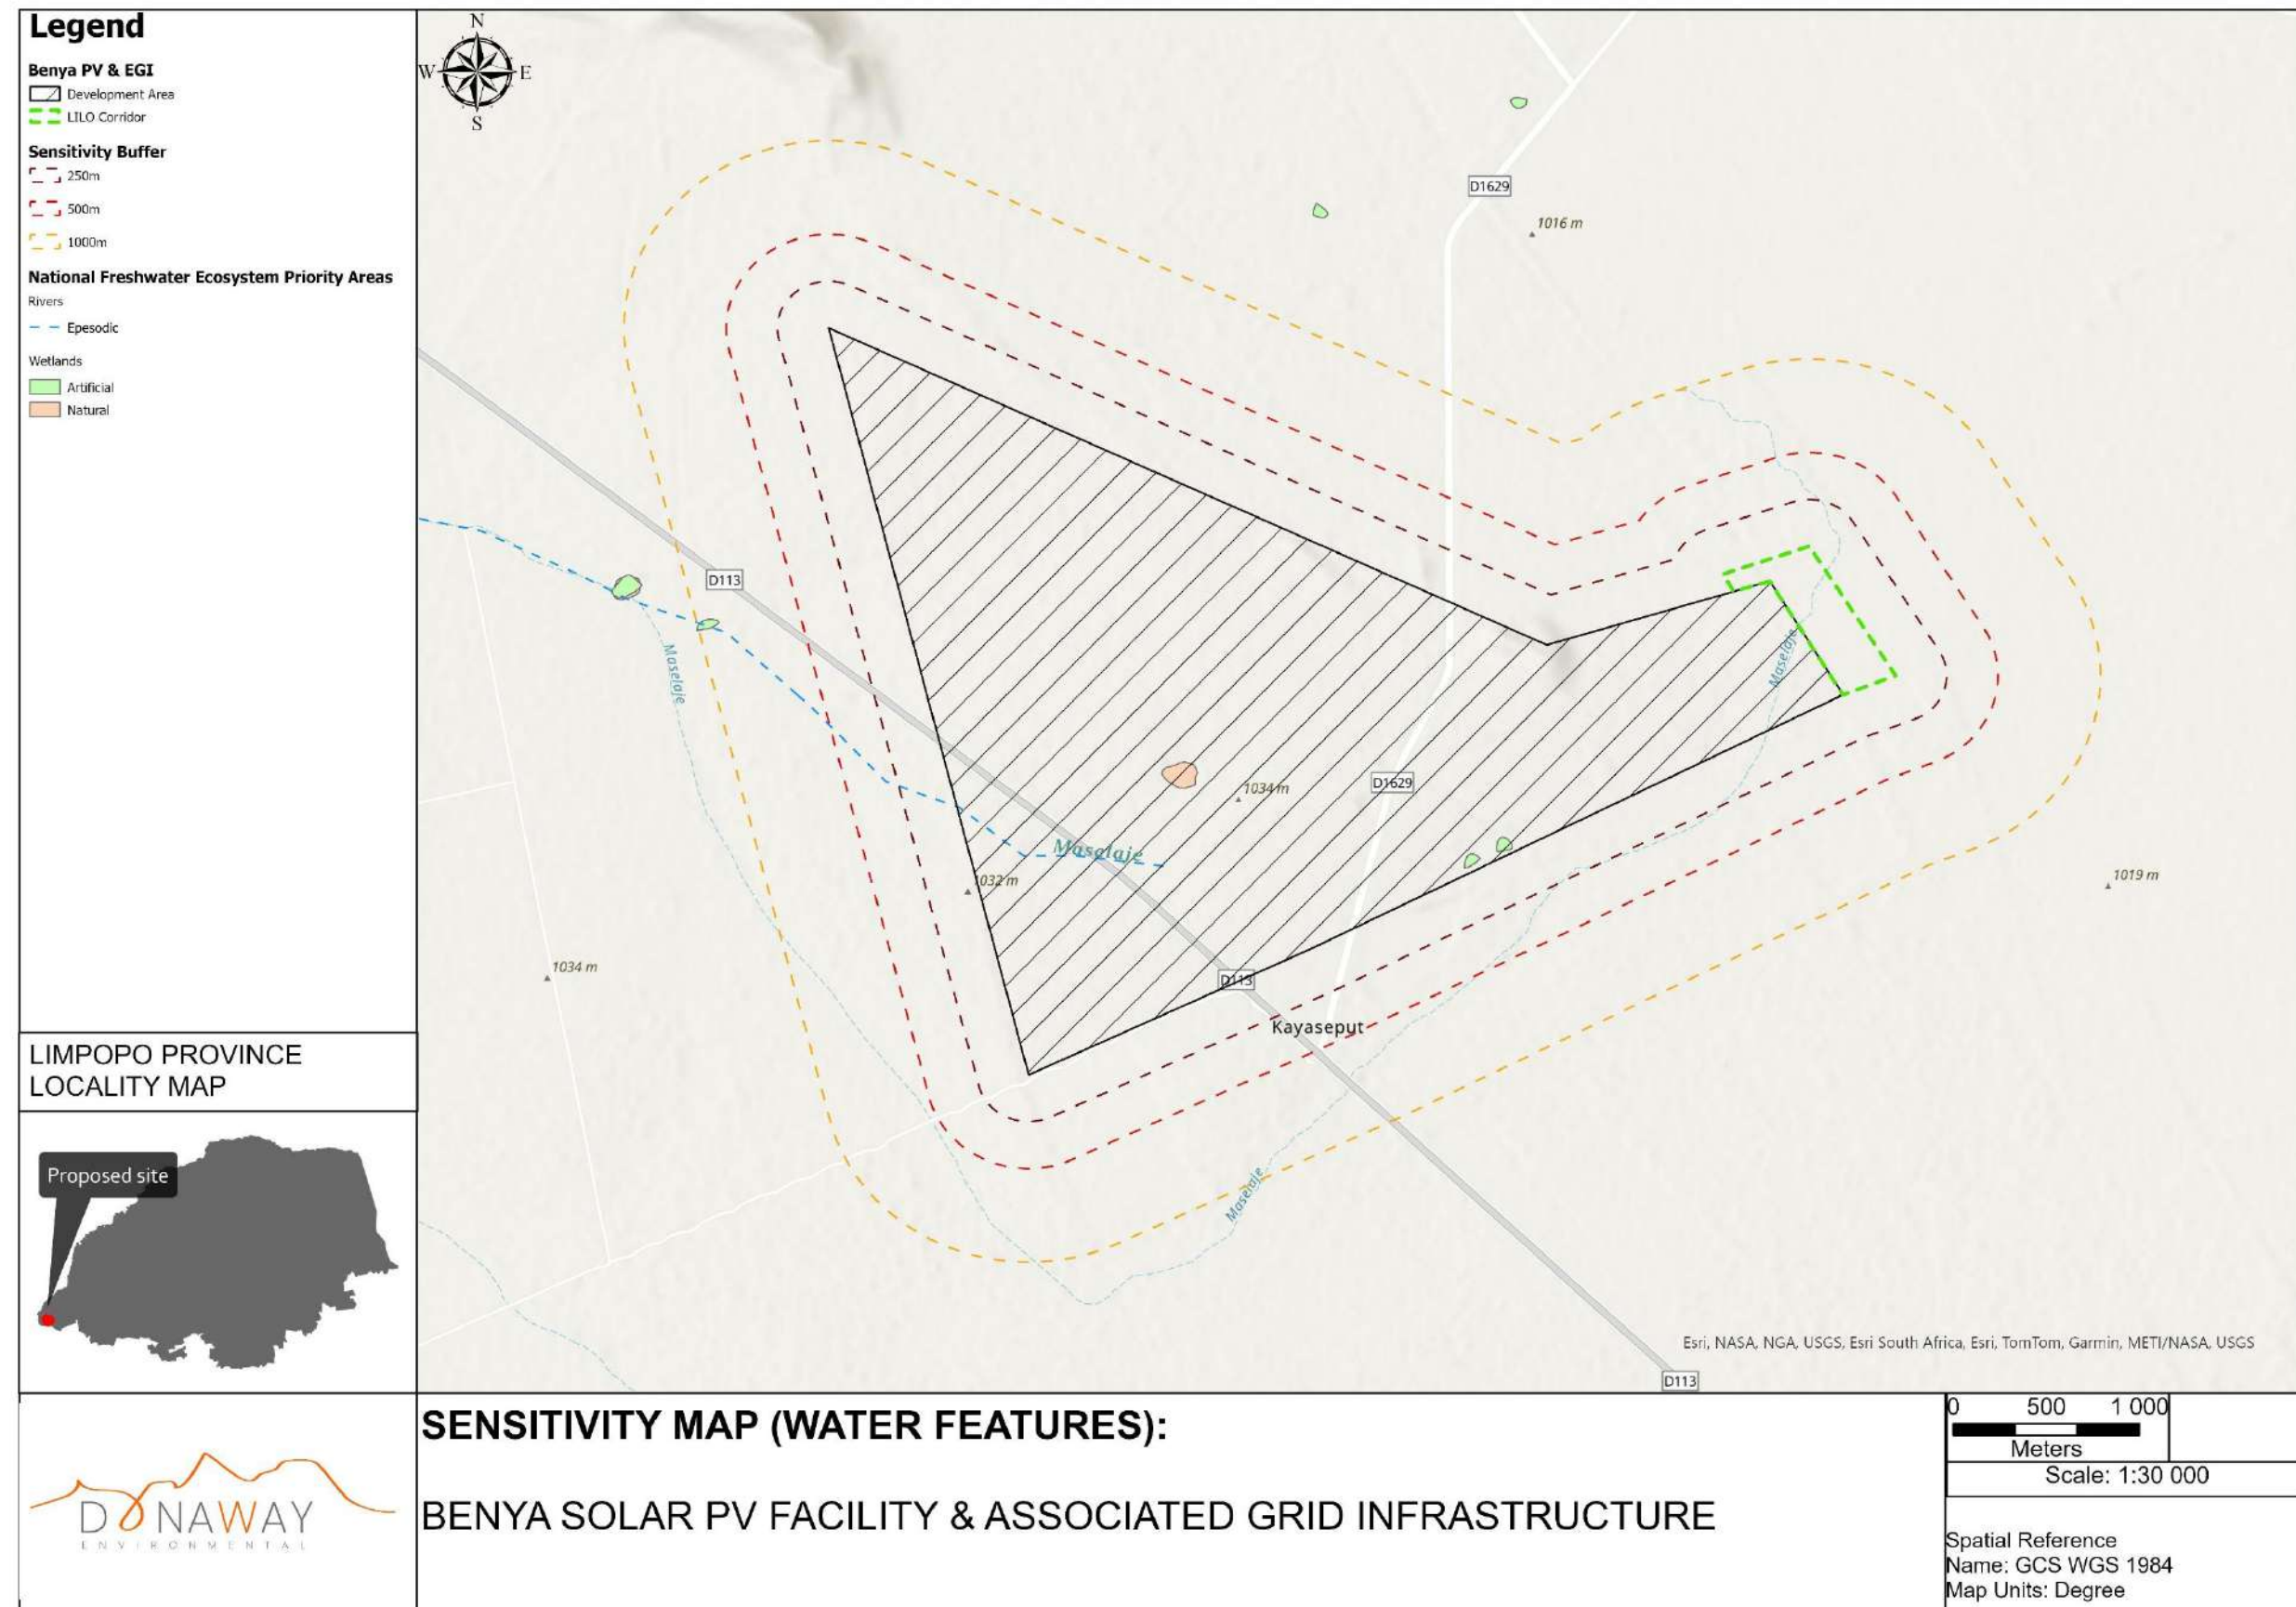 Legend
Benya PV & EGI
Development Area
LILO Corridor
Sensitivity Buffer
250m
500m
1000m
National Freshwater Ecosystem Priority Areas
Rivers
Epesodic
Wetlands
Artificial
Natural
LIMPOPO PROVINCE
LOCALITY MAP
Proposed site
N
W
E
S
D1629
1016 m
D113
Maselaje
Maselaje
1034 m
D1629
Maselaje
1032 m
1019 m
1034 m
D113
Kayaseput
Maselaje
Esri, NASA, NGA, USGS, Esri South Africa, Esri, TomTom, Garmin, METI/NASA, USGS
D113
DONAWAY
ENVIRONMENTAL
SENSITIVITY MAP (WATER FEATURES):
BENYA SOLAR PV FACILITY & ASSOCIATED GRID INFRASTRUCTURE
0 500 1 000
Meters
Scale: 1:30 000
Spatial Reference
Name: GCS WGS 1984
Map Units: Degree